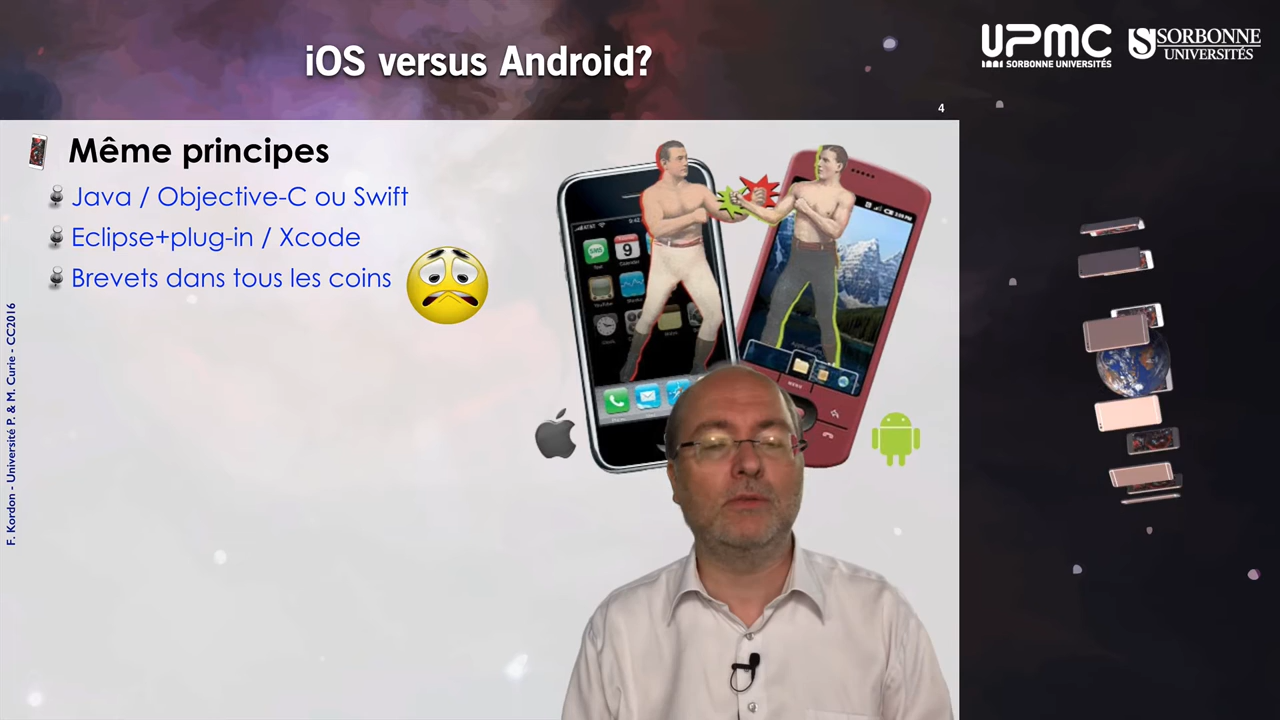 iOS versus Android?
UPMC
SORBONNE UNIVERSITÉS
SORBONNE
UNIVERSITÉS
4
Même principes
Java / Objective-C ou Swift
Eclipse+plug-in / Xcode
Brevets dans tous les coins
F. Kordon - Université P. & M. Curie - CC2016
9